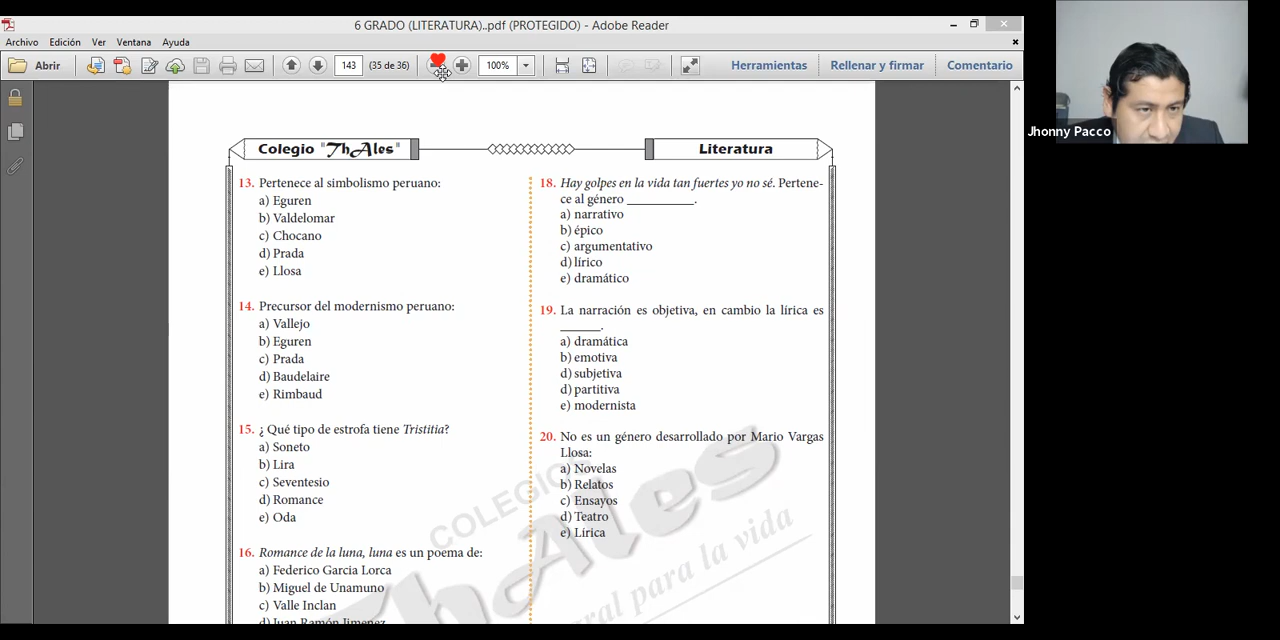 6 GRADO (LITERATURA)..pdf (PROTEGIDO) - Adobe Reader
Archivo Edición Ver Ventana Ayuda
Abrir 143 (35 de 36) 100% Herramientas Rellenar y firmar Comentario
Jhonny Pacco
Colegio "ThAles" Literatura
13. Pertenece al simbolismo peruano:
a) Eguren
b) Valdelomar
c) Chocano
d) Prada
e) Llosa
14. Precursor del modernismo peruano:
a) Vallejo
b) Eguren
c) Prada
d) Baudelaire
e) Rimbaud
15. ¿ Qué tipo de estrofa tiene Tristitia?
a) Soneto
b) Lira
c) Seventesio
d) Romance
e) Oda
16. Romance de la luna, luna es un poema de:
a) Federico García Lorca
b) Miguel de Unamuno
c) Valle Inclan
d) Juan Ramón Jimenez
18. Hay golpes en la vida tan fuertes yo no sé. Pertene-
ce al género __________.
a) narrativo
b) épico
c) argumentativo
d) lírico
e) dramático
19. La narración es objetiva, en cambio la lírica es
______.
a) dramática
b) emotiva
d) subjetiva
d) partitiva
e) modernista
20. No es un género desarrollado por Mario Vargas
Llosa:
a) Novelas
b) Relatos
c) Ensayos
d) Teatro
e) Lírica
COLEGIO
ThAles
ral para la vida